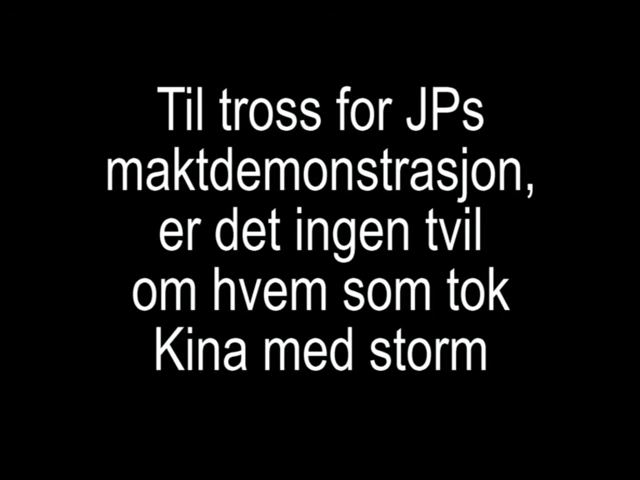 Til tross for JPs
maktdemonstrasjon,
er det ingen tvil
om hvem som tok
Kina med storm